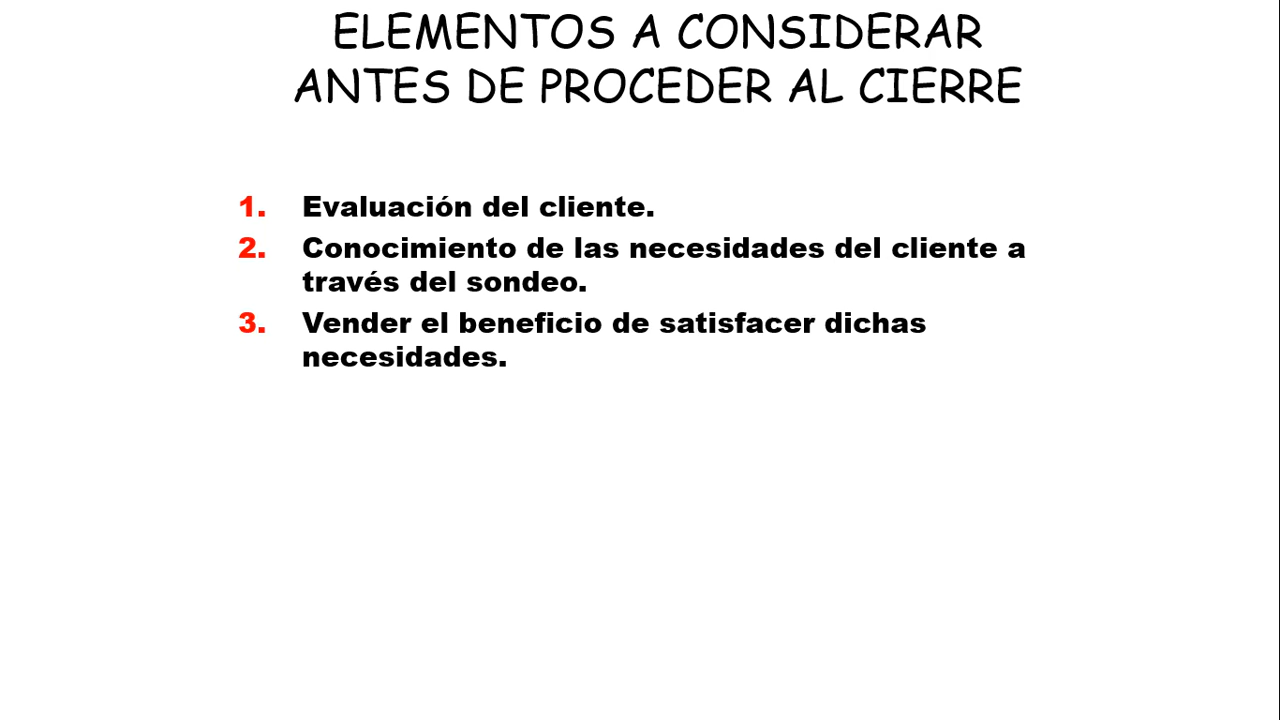 ELEMENTOS A CONSIDERAR
ANTES DE PROCEDER AL CIERRE
1. Evaluación del cliente.
2. Conocimiento de las necesidades del cliente a
través del sondeo.
3. Vender el beneficio de satisfacer dichas
necesidades.